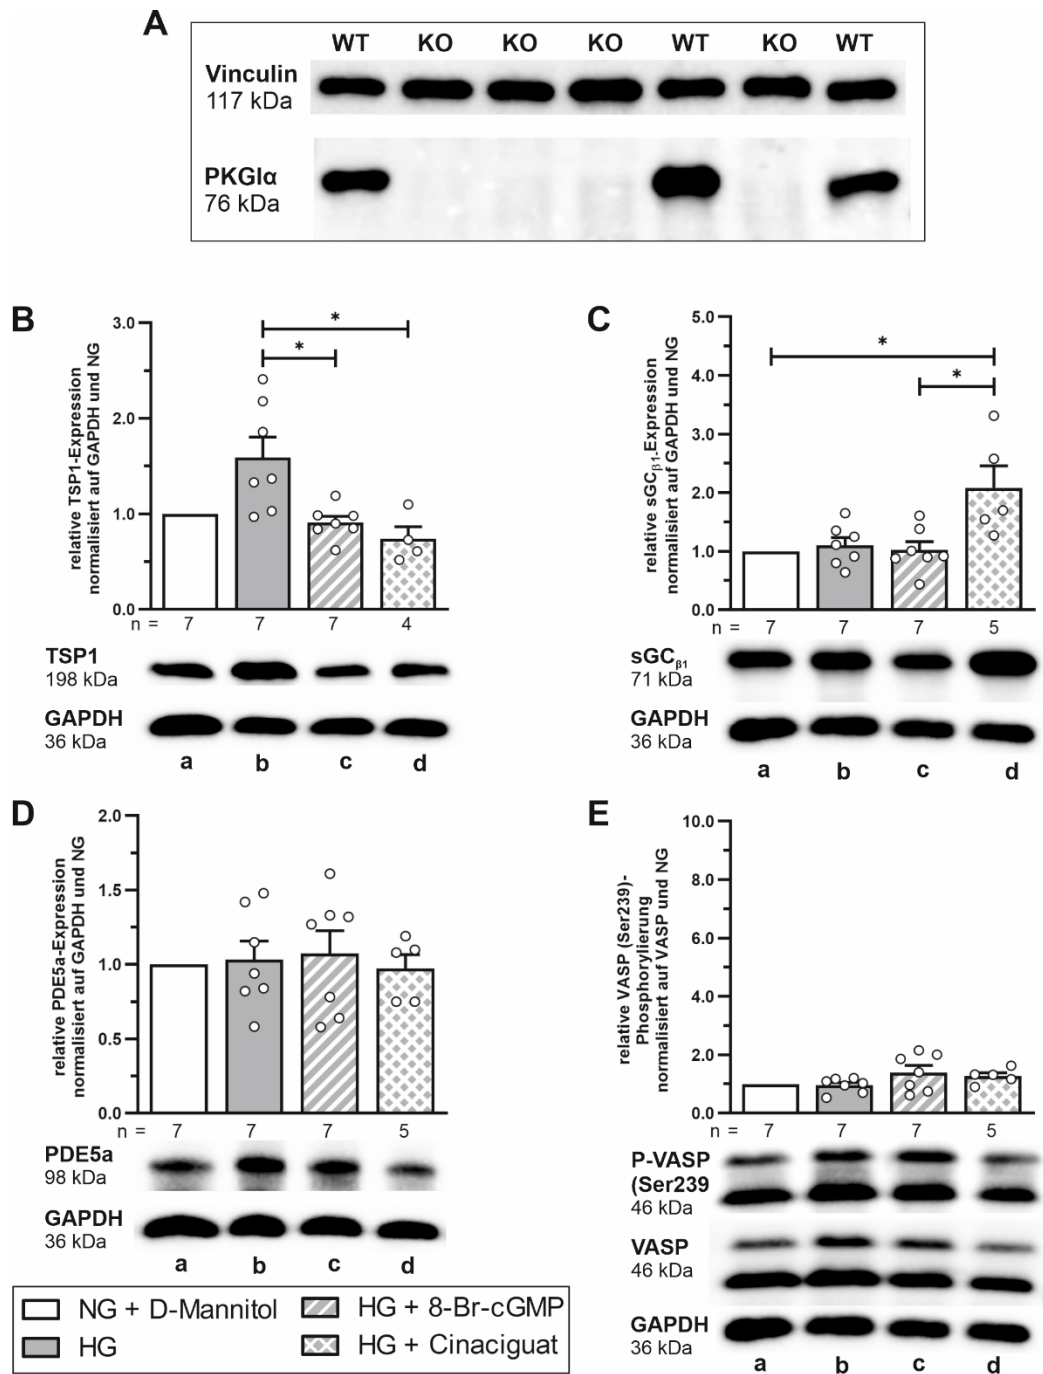 A
WT KO KO KO WT KO WT
Vinculin
117 kDa
PKGIα
76 kDa
B
relative TSP1-Expression
normalisiert auf GAPDH und NG
3.0
2.0
1.0
0.0
*
*
n = 7 7 7 4
TSP1
198 kDa
GAPDH
36 kDa
a b c d
C
relative sGCβ1-Expression
normalisiert auf GAPDH und NG
5.0
4.0
3.0
2.0
1.0
0.0
*
*
n = 7 7 7 5
sGCβ1
71 kDa
GAPDH
36 kDa
a b c d
D
relative PDE5a-Expression
normalisiert auf GAPDH und NG
2.0
1.5
1.0
0.5
0.0
n = 7 7 7 5
PDE5a
98 kDa
GAPDH
36 kDa
a b c d
E
relative VASP (Ser239)-
Phosphorylierung
normalisiert auf VASP und NG
10.0
8.0
6.0
4.0
2.0
0.0
n = 7 7 7 5
P-VASP
(Ser239
46 kDa
VASP
46 kDa
GAPDH
36 kDa
a b c d
NG + D-Mannitol
HG + 8-Br-cGMP
HG
HG + Cinaciguat